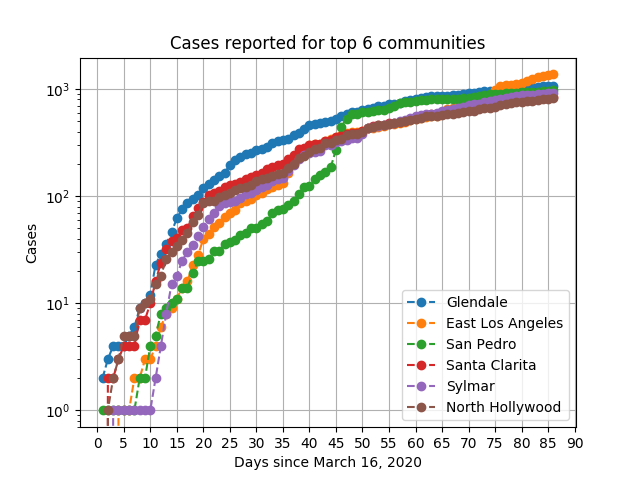 Cases reported for top 6 communities
Cases
10³
10²
10¹
10⁰
Glendale
East Los Angeles
San Pedro
Santa Clarita
Sylmar
North Hollywood
0 5 10 15 20 25 30 35 40 45 50 55 60 65 70 75 80 85 90
Days since March 16, 2020